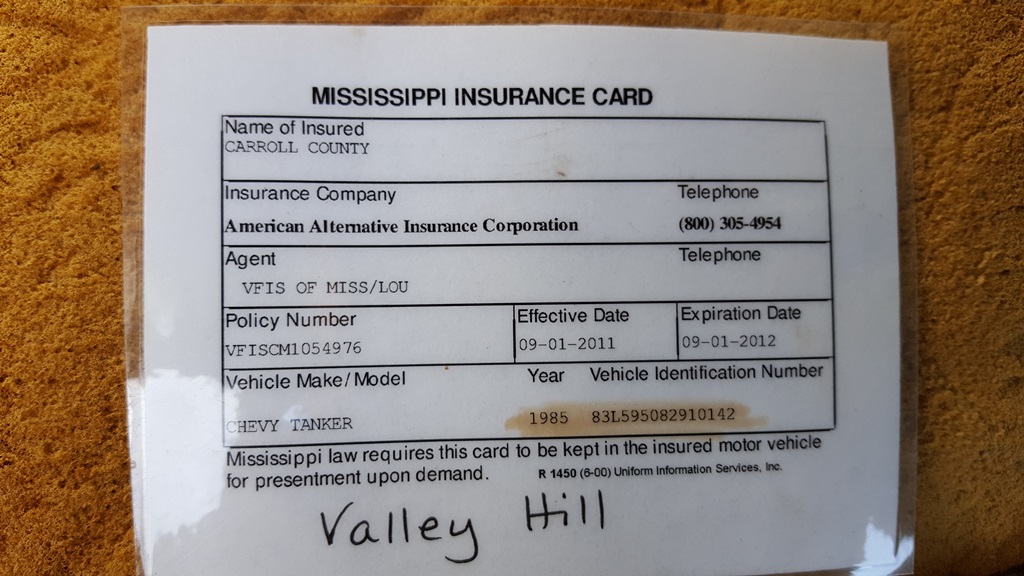 MISSISSIPPI INSURANCE CARD
Name of Insured
CARROLL COUNTY
Insurance Company Telephone
American Alternative Insurance Corporation (800) 305-4954
Agent Telephone
VFIS OF MISS/LOU
Policy Number Effective Date Expiration Date
VFISCM1054976 09-01-2011 09-01-2012
Vehicle Make/Model Year Vehicle Identification Number
CHEVY TANKER 1985 83L595082910142
Mississippi law requires this card to be kept in the insured motor vehicle
for presentment upon demand. R 1450 (6-00) Uniform Information Services, Inc.
Valley Hill